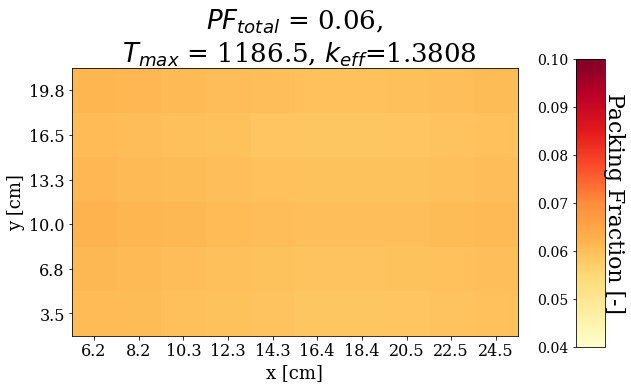 PF_total = 0.06,
T_max = 1186.5, k_eff=1.3808
19.8
16.5
13.3
10.0
6.8
3.5
y [cm]
6.2 8.2 10.3 12.3 14.3 16.4 18.4 20.5 22.5 24.5
x [cm]
0.10
0.09
0.08
0.07
0.06
0.05
0.04
Packing Fraction [-]